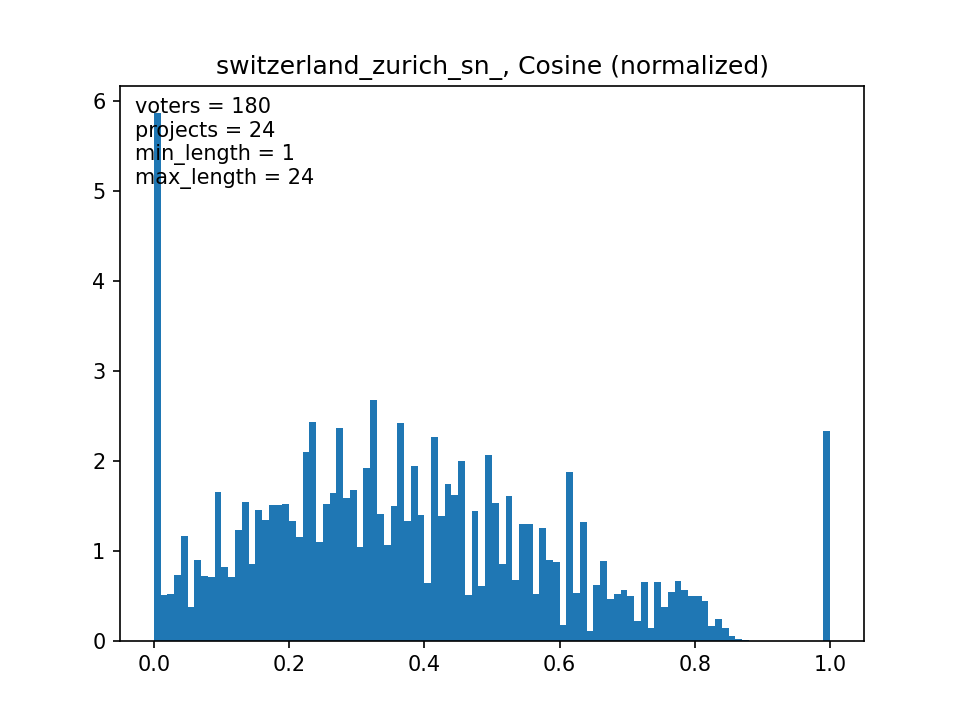 switzerland_zurich_sn_, Cosine (normalized)
voters = 180
projects = 24
min_length = 1
max_length = 24
6
5
4
3
2
1
0
0.0 0.2 0.4 0.6 0.8 1.0